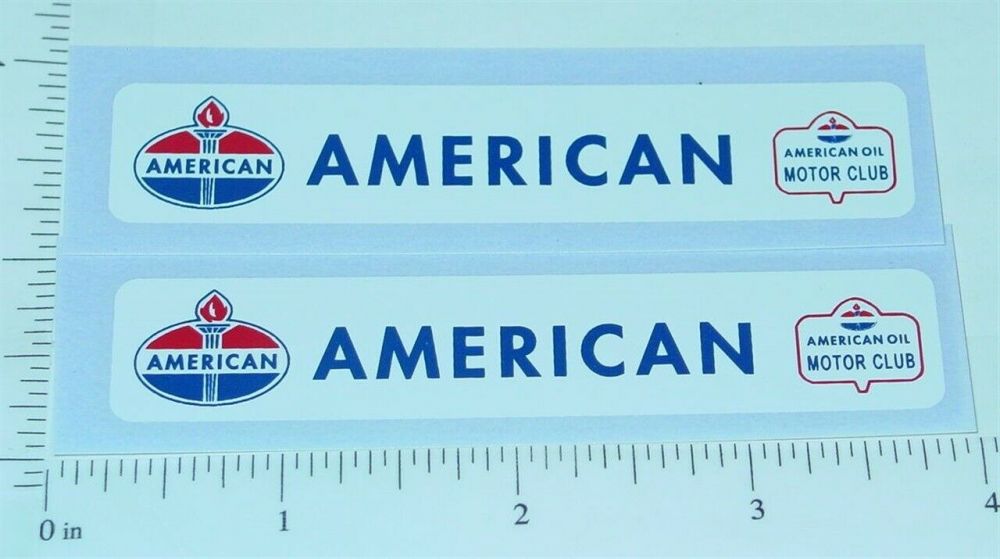 AMERICAN AMERICAN AMERICAN OIL
MOTOR CLUB
AMERICAN AMERICAN AMERICAN OIL
MOTOR CLUB
0 in 1 2 3 4